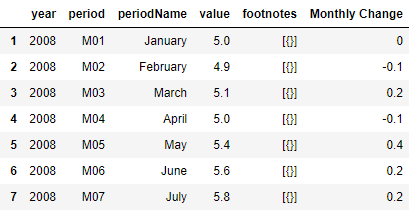 year period periodName value footnotes Monthly Change
1 2008 M01 January 5.0 [{}] 0
2 2008 M02 February 4.9 [{}] -0.1
3 2008 M03 March 5.1 [{}] 0.2
4 2008 M04 April 5.0 [{}] -0.1
5 2008 M05 May 5.4 [{}] 0.4
6 2008 M06 June 5.6 [{}] 0.2
7 2008 M07 July 5.8 [{}] 0.2